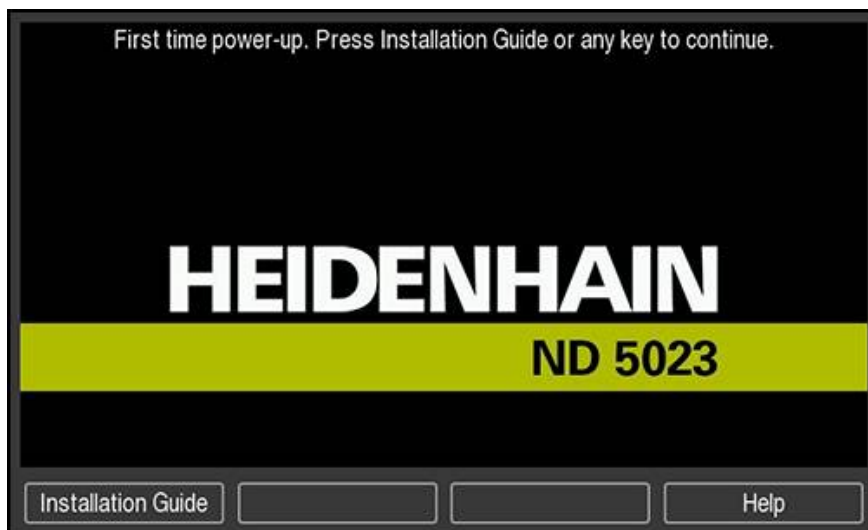 First time power-up. Press Installation Guide or any key to continue.
HEIDENHAIN
ND 5023
Installation Guide
Help